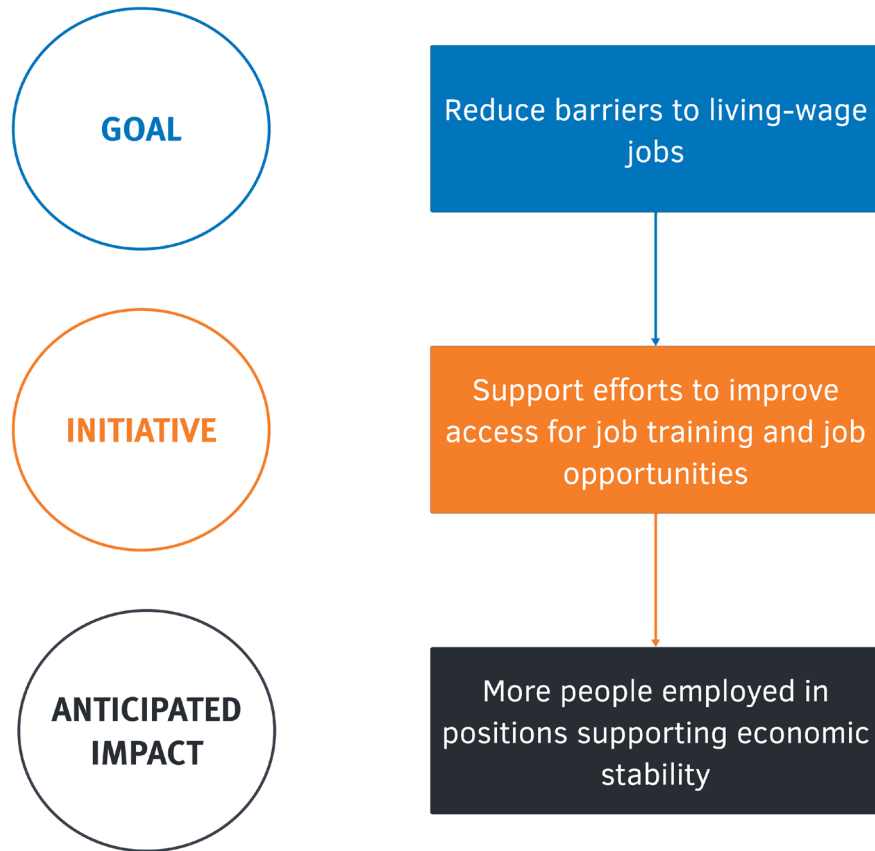 GOAL
Reduce barriers to living-wage
jobs
INITIATIVE
Support efforts to improve
access for job training and job
opportunities
ANTICIPATED
IMPACT
More people employed in
positions supporting economic
stability